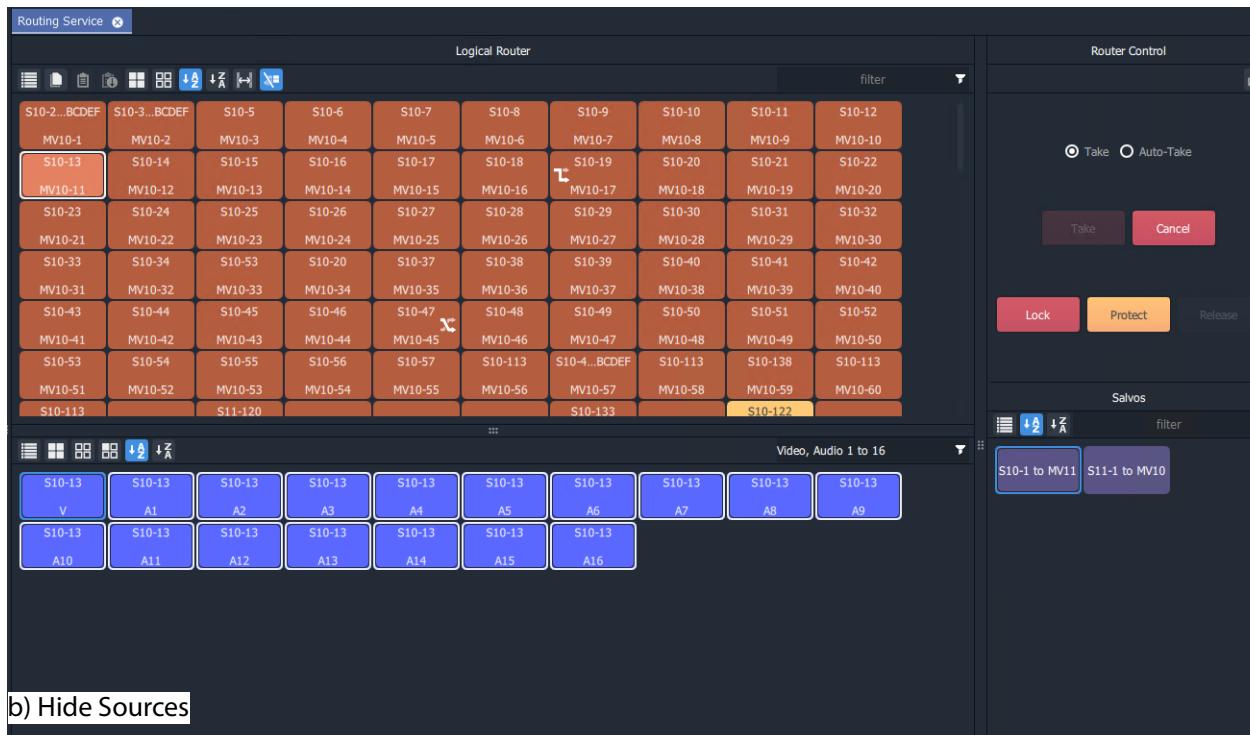 Routing Service
Logical Router
Router Control
filter
S10-2...BCDEF S10-3...BCDEF S10-5 S10-6 S10-7 S10-8 S10-9 S10-10 S10-11 S10-12
MV10-1 MV10-2 MV10-3 MV10-4 MV10-5 MV10-6 MV10-7 MV10-8 MV10-9 MV10-10
S10-13 S10-14 S10-15 S10-16 S10-17 S10-18 S10-19 S10-20 S10-21 S10-22
MV10-11 MV10-12 MV10-13 MV10-14 MV10-15 MV10-16 MV10-17 MV10-18 MV10-19 MV10-20
S10-23 S10-24 S10-25 S10-26 S10-27 S10-28 S10-29 S10-30 S10-31 S10-32
MV10-21 MV10-22 MV10-23 MV10-24 MV10-25 MV10-26 MV10-27 MV10-28 MV10-29 MV10-30
S10-33 S10-34 S10-53 S10-20 S10-37 S10-38 S10-39 S10-40 S10-41 S10-42
MV10-31 MV10-32 MV10-33 MV10-34 MV10-35 MV10-36 MV10-37 MV10-38 MV10-39 MV10-40
S10-43 S10-44 S10-45 S10-46 S10-47 S10-48 S10-49 S10-50 S10-51 S10-52
MV10-41 MV10-42 MV10-43 MV10-44 MV10-45 MV10-46 MV10-47 MV10-48 MV10-49 MV10-50
S10-53 S10-54 S10-55 S10-56 S10-57 S10-113 S10-4...BCDEF S10-113 S10-138 S10-113
MV10-51 MV10-52 MV10-53 MV10-54 MV10-55 MV10-56 MV10-57 MV10-58 MV10-59 MV10-60
S10-113 S11-120 S10-133 S10-122
Take Auto-Take
Take Cancel
Lock Protect Release
Video, Audio 1 to 16
S10-13 S10-13 S10-13 S10-13 S10-13 S10-13 S10-13 S10-13 S10-13 S10-13
V A1 A2 A3 A4 A5 A6 A7 A8 A9
S10-13 S10-13 S10-13 S10-13 S10-13 S10-13 S10-13
A10 A11 A12 A13 A14 A15 A16
Salvos
filter
S10-1 to MV11 S11-1 to MV10
b) Hide Sources